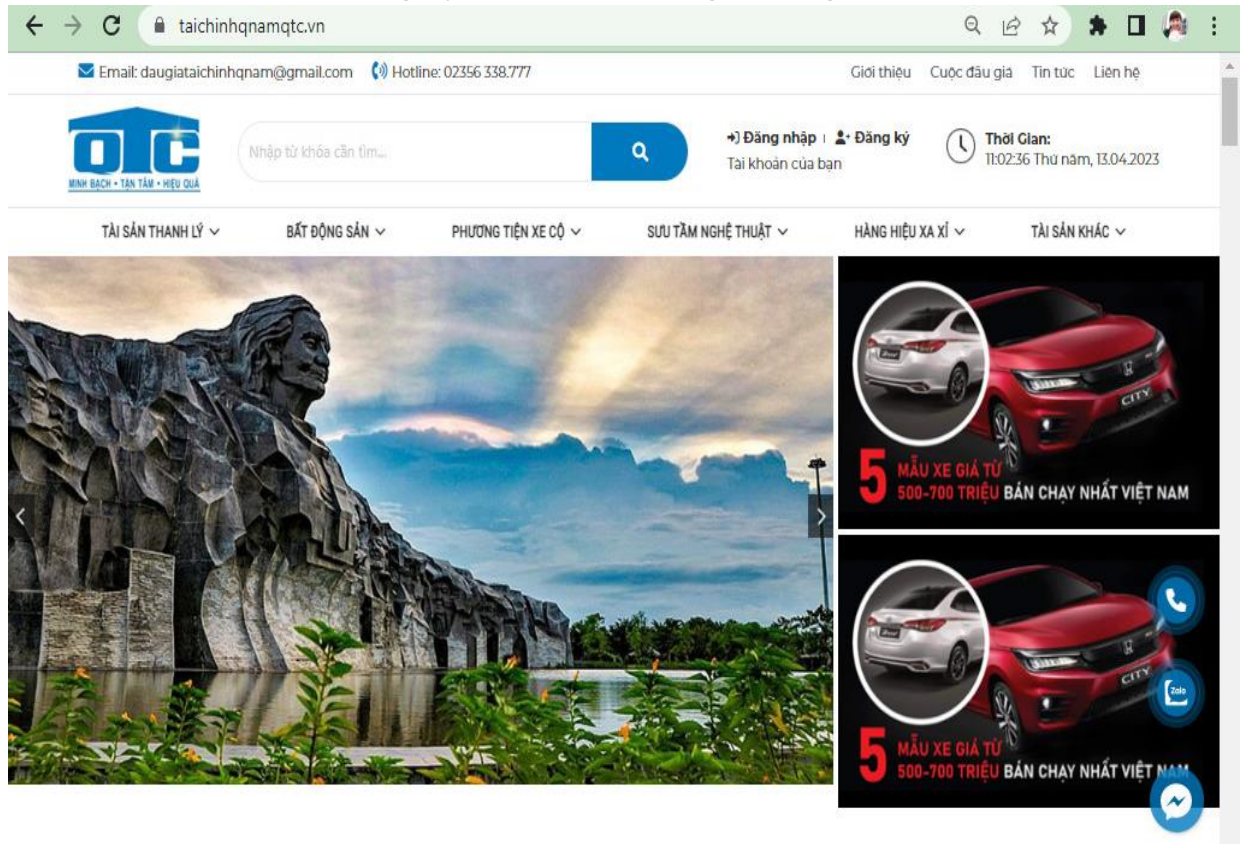 taichinhqnamqtc.vn
Email: daugiataichinhqnam@gmail.com Hotline: 02356 338.777 Giới thiệu Cuộc đấu giá Tin tức Liên hệ
QTC
MINH BẠCH • TẬN TÂM • HIỆU QUẢ
Nhập từ khóa cần tìm...
Đăng nhập Đăng ký
Tài khoản của bạn
Thời Gian:
11:02:36 Thứ năm, 13.04.2023
TÀI SẢN THANH LÝ BẤT ĐỘNG SẢN PHƯƠNG TIỆN XE CỘ SƯU TẦM NGHỆ THUẬT HÀNG HIỆU XA XỈ TÀI SẢN KHÁC
CITY
5 MẪU XE GIÁ TỪ
500-700 TRIỆU BÁN CHẠY NHẤT VIỆT NAM
CITY
Zalo
5 MẪU XE GIÁ TỪ
500-700 TRIỆU BÁN CHẠY NHẤT VIỆT NAM